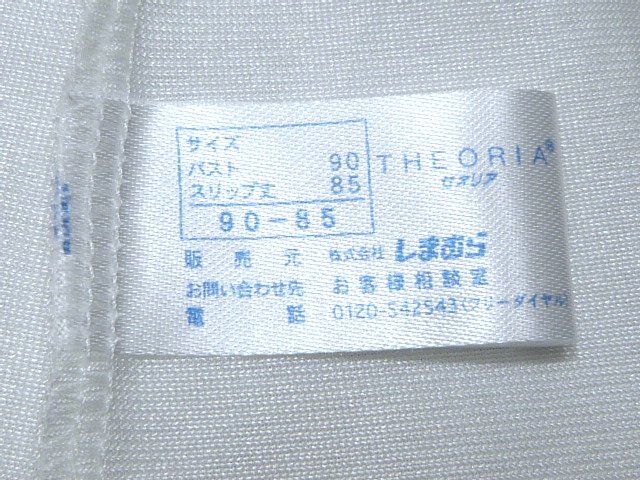 サイズ
バスト 90
スリップ丈 85
90-85
THEORIA®
セオリア
販売元 株式会社 しまむら
お問い合わせ先 お客様相談室
電話 0120-542543(フリーダイヤル)